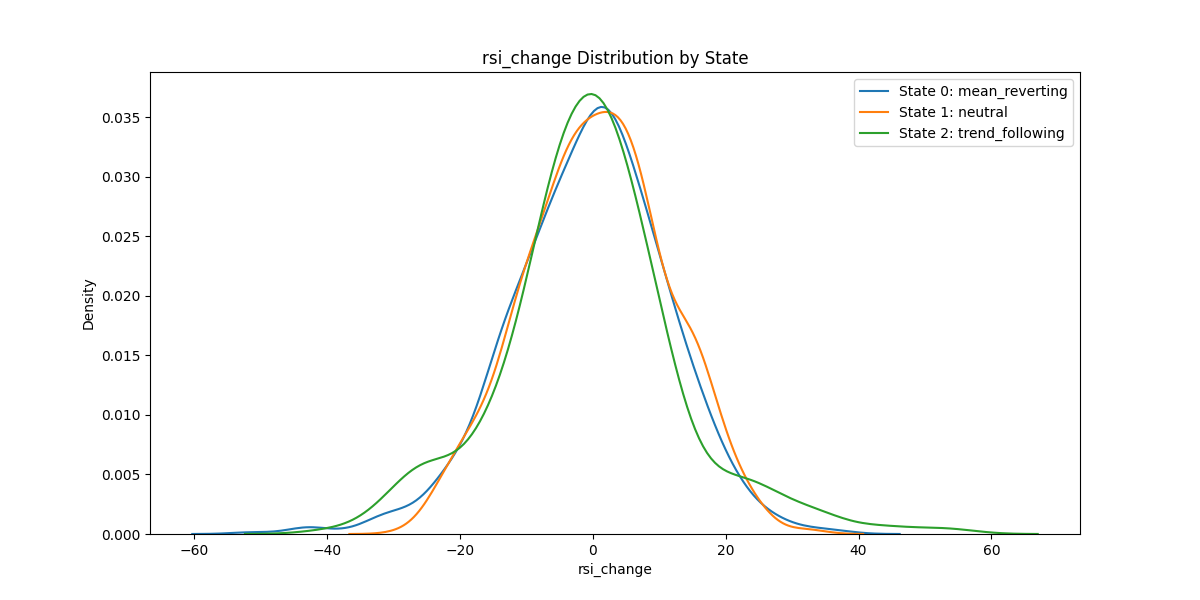 rsi_change Distribution by State
State 0: mean_reverting
State 1: neutral
State 2: trend_following
Density
0.035
0.030
0.025
0.020
0.015
0.010
0.005
0.000
−60 −40 −20 0 20 40 60
rsi_change